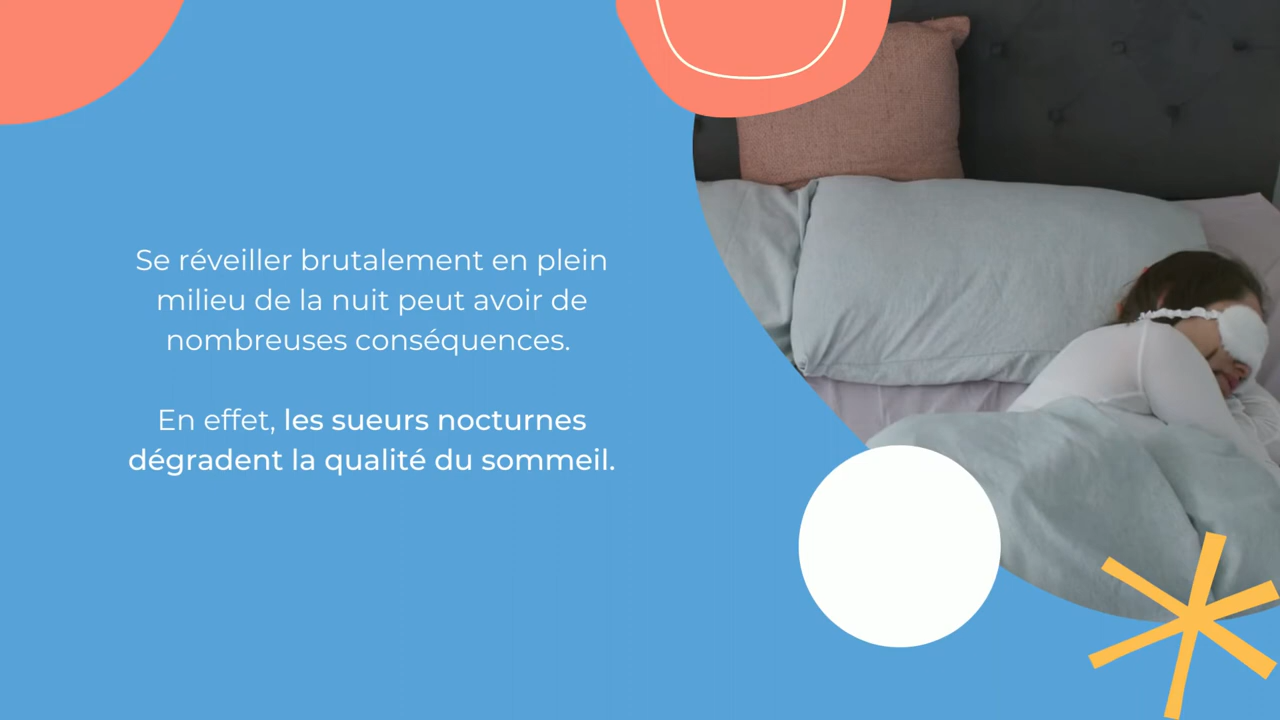 Se réveiller brutalement en plein
milieu de la nuit peut avoir de
nombreuses conséquences.
En effet, les sueurs nocturnes
dégradent la qualité du sommeil.